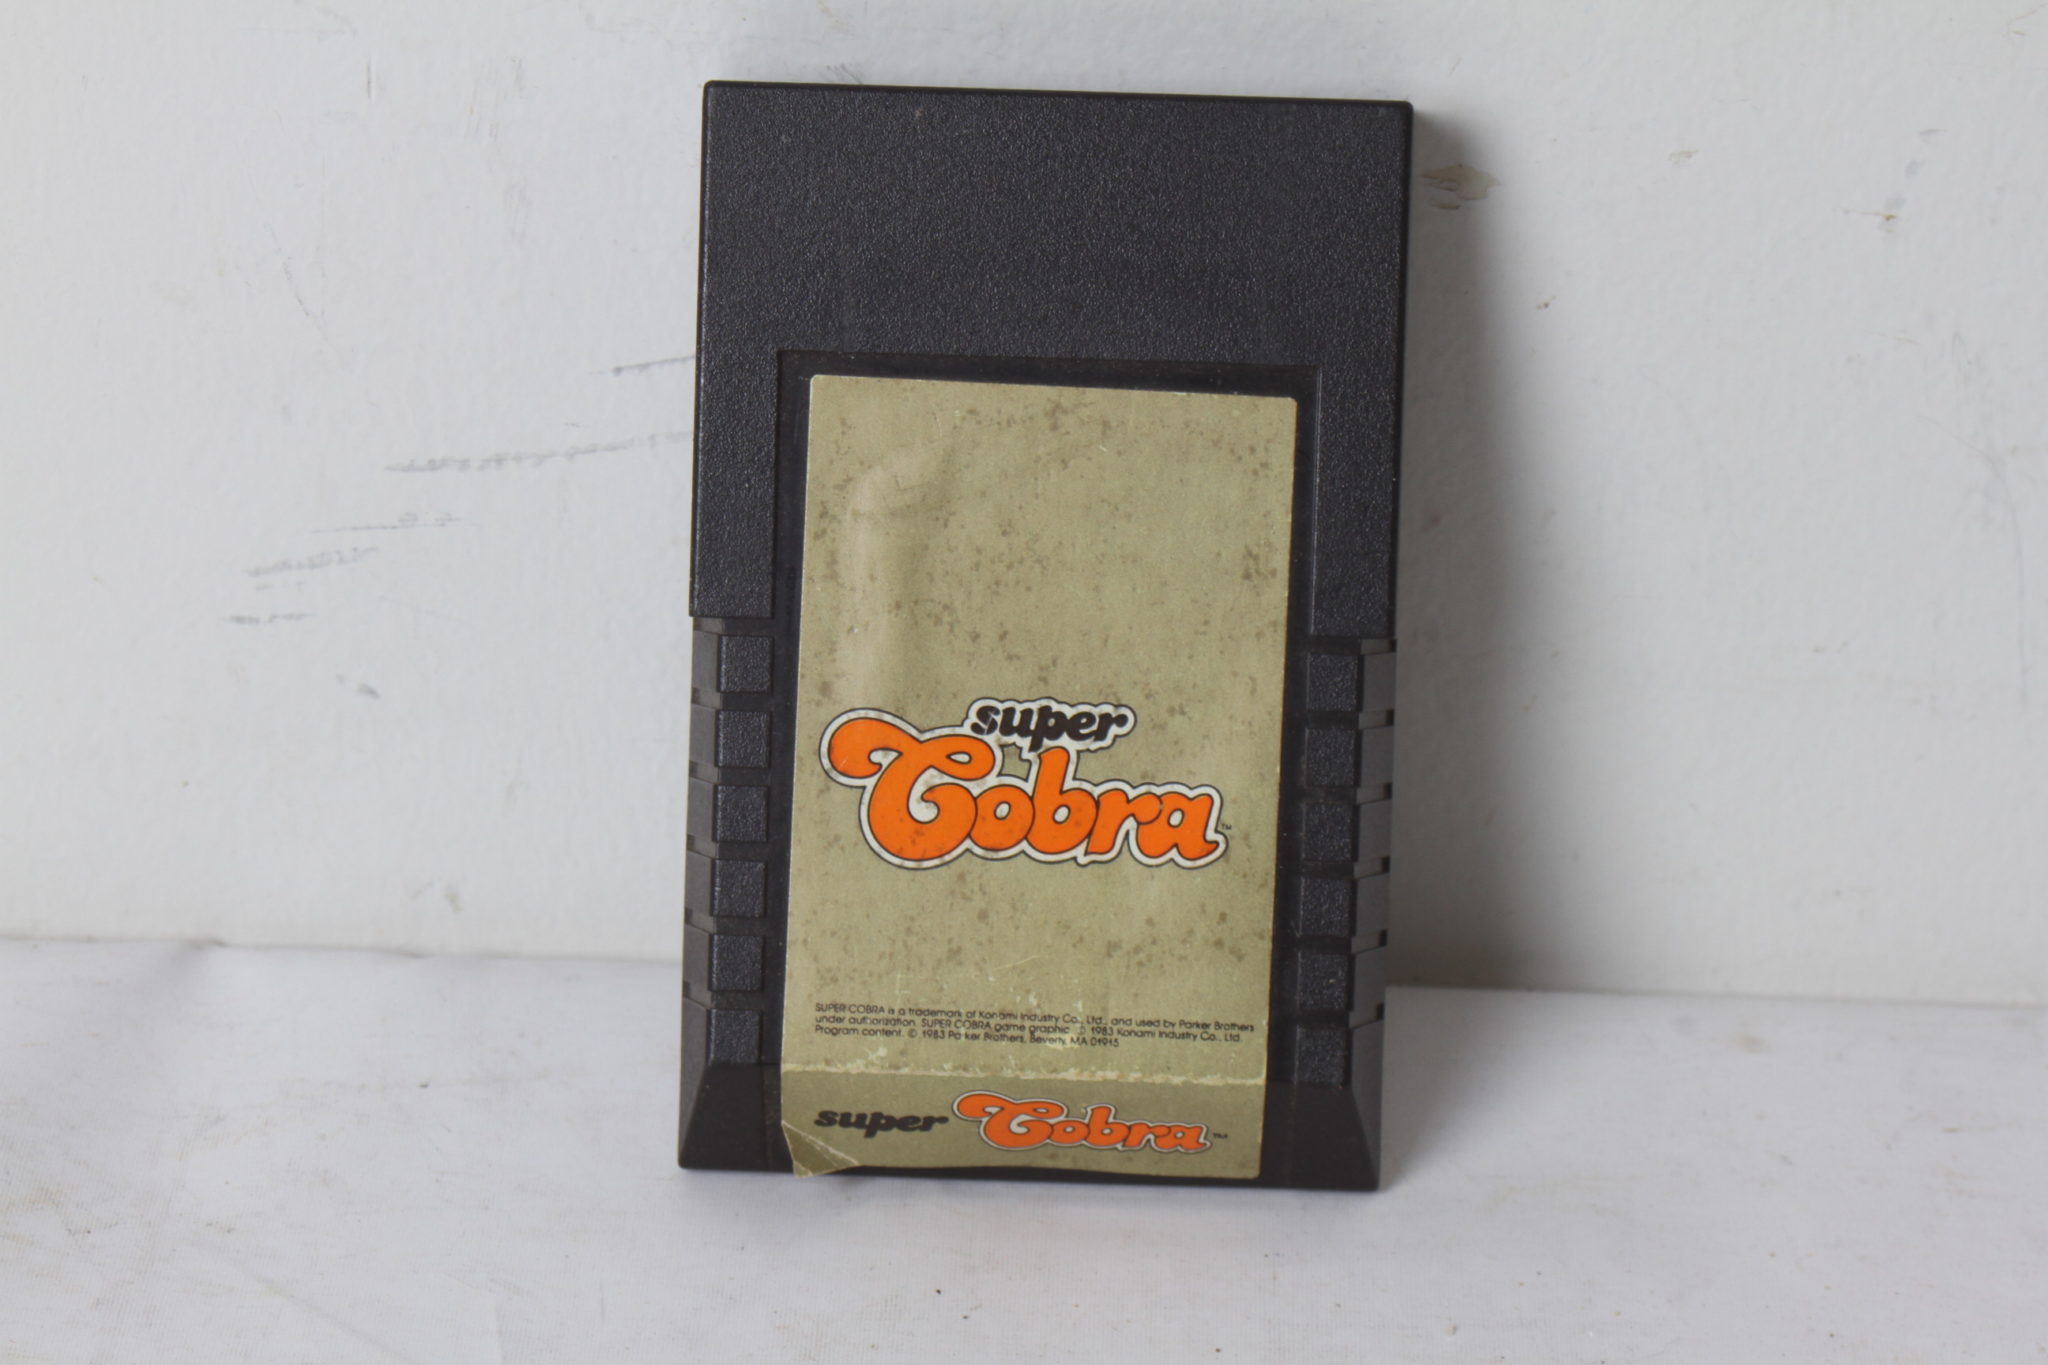 super
Cobra™
SUPER COBRA is a trademark of Konami Industry Co., Ltd., and used by Parker Brothers
under authorization. SUPER COBRA game graphic © 1983 Konami Industry Co., Ltd.
Program content. © 1983 Parker Brothers, Beverly, MA 01915
super Cobra™